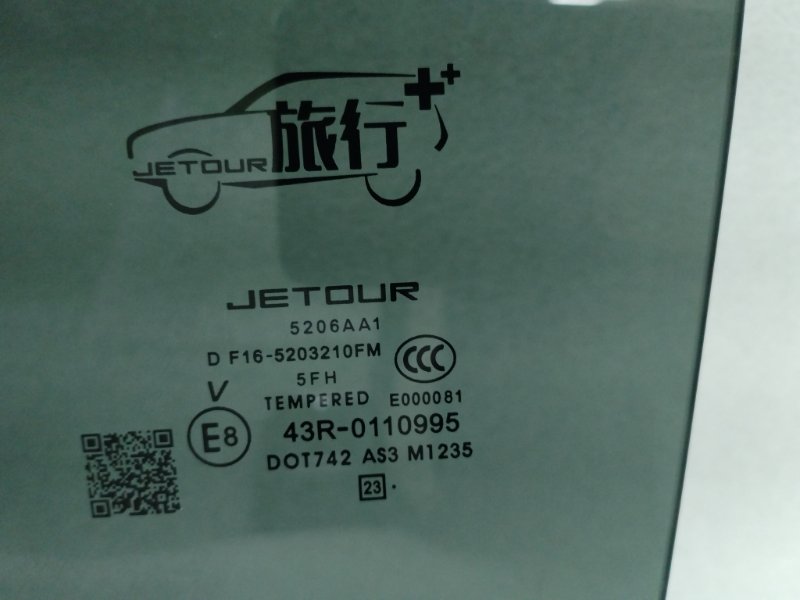 JETOUR旅行++
JETOUR
5206AA1
D F16-5203210FM
CCC
5FH
V
TEMPERED E000081
E8
43R-0110995
DOT742 AS3 M1235
23 .